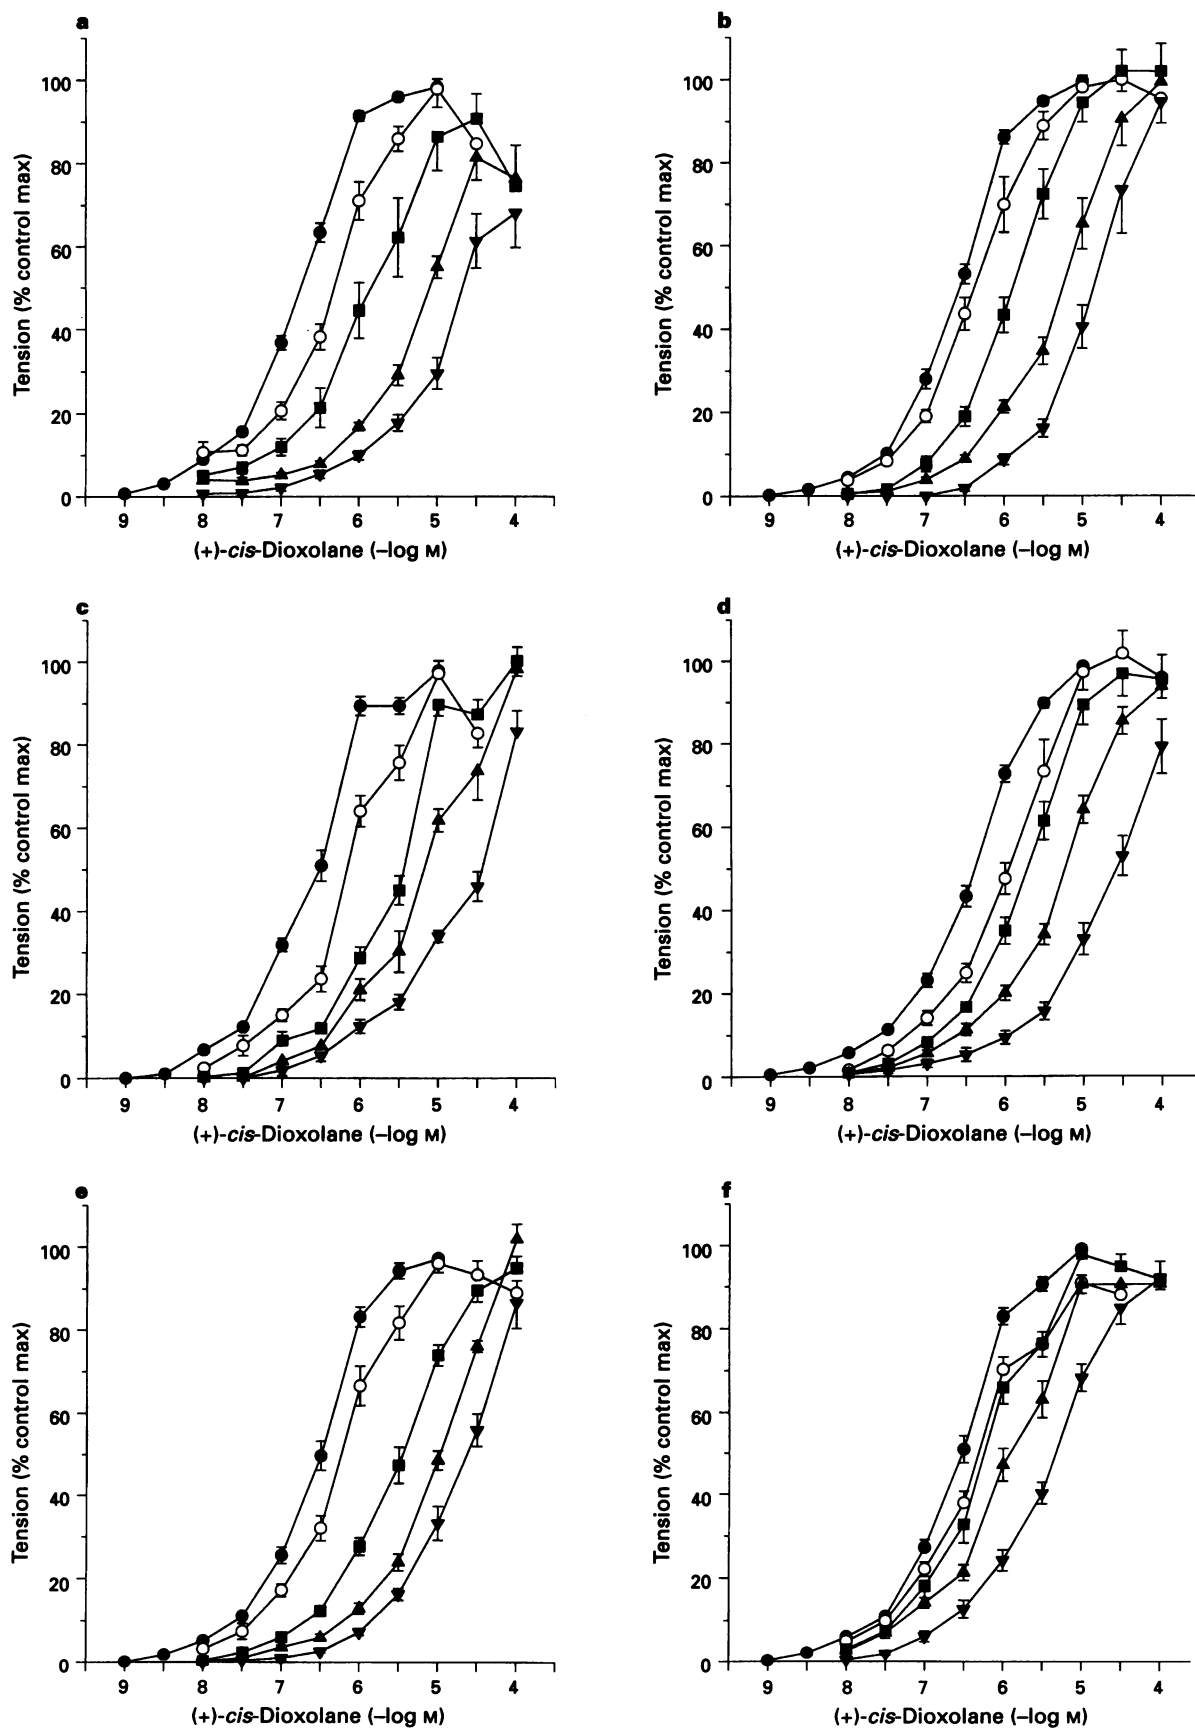 a
100
80
60
40
20
0
Tension (% control max)
9 8 7 6 5 4
(+)-cis-Dioxolane (–log M)
b
100
80
60
40
20
0
Tension (% control max)
9 8 7 6 5 4
(+)-cis-Dioxolane (–log M)
c
100
80
60
40
20
0
Tension (% control max)
9 8 7 6 5 4
(+)-cis-Dioxolane (–log M)
d
100
80
60
40
20
0
Tension (% control max)
9 8 7 6 5 4
(+)-cis-Dioxolane (–log M)
e
100
80
60
40
20
0
Tension (% control max)
9 8 7 6 5 4
(+)-cis-Dioxolane (–log M)
f
100
80
60
40
20
0
Tension (% control max)
9 8 7 6 5 4
(+)-cis-Dioxolane (–log M)